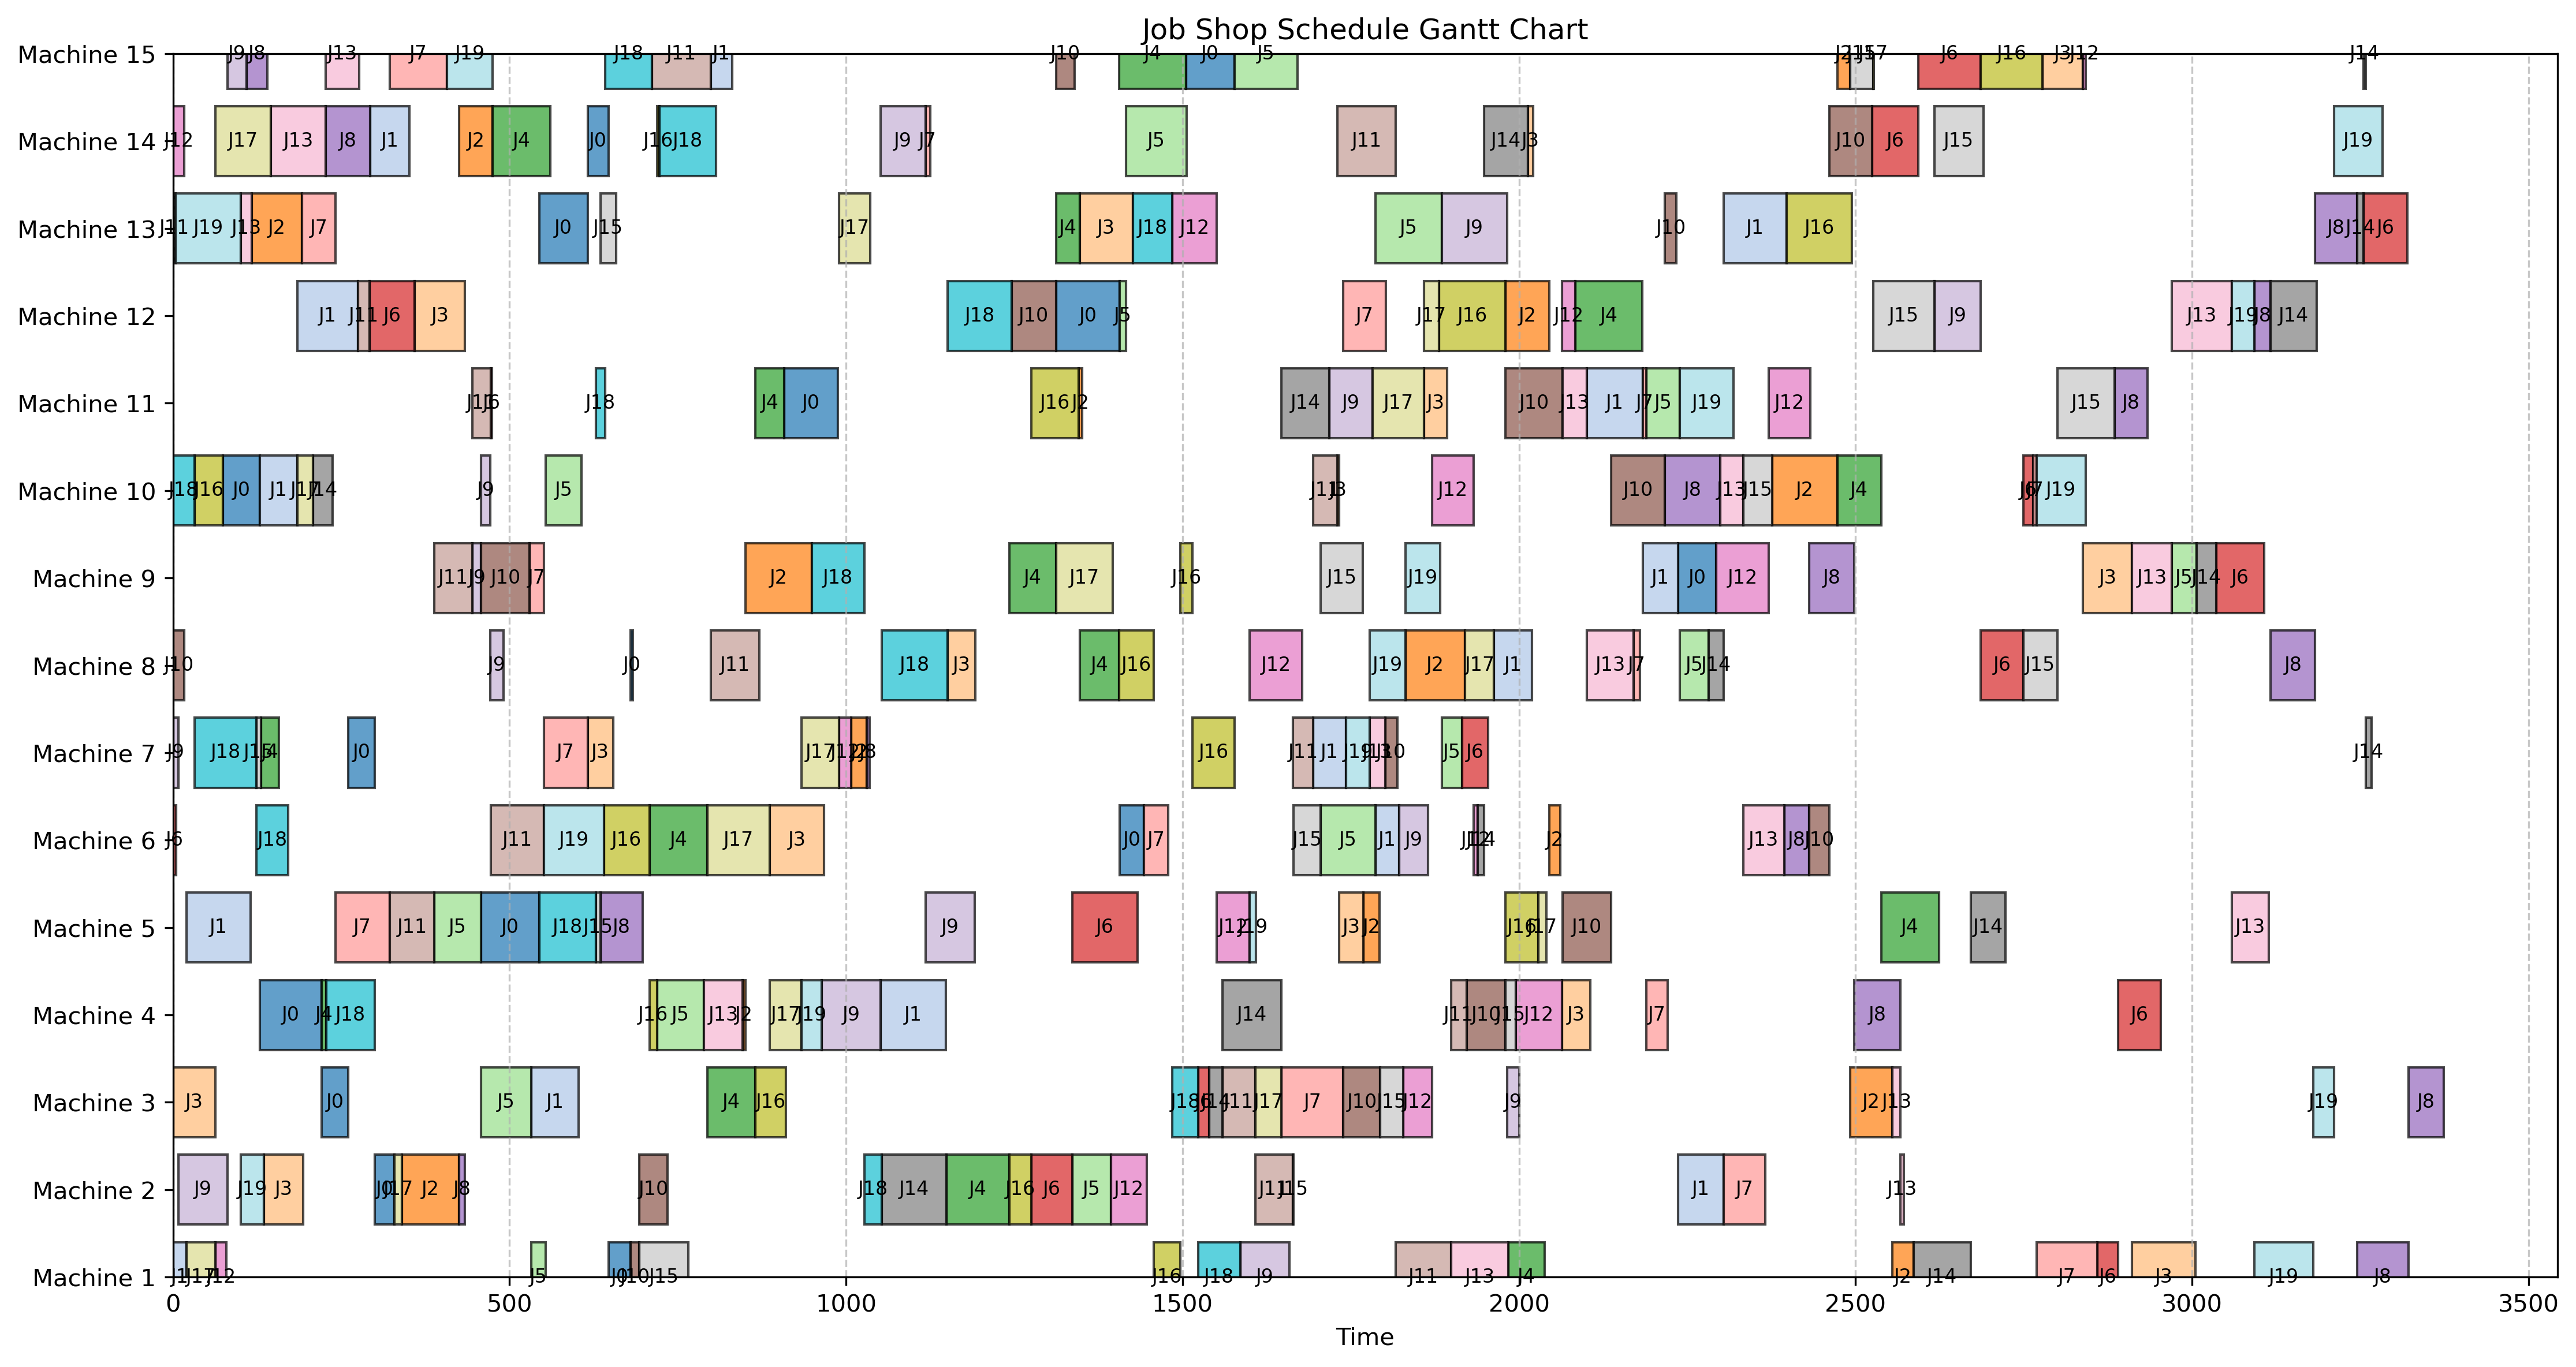 Job Shop Schedule Gantt Chart
Machine 15 J9 J8 J13 J7 J19 J18 J11 J1 J10 J4 J0 J5 J2 J15 J17 J6 J16 J3 J12 J14
Machine 14 J12 J17 J13 J8 J1 J2 J4 J0 J16 J18 J9 J7 J5 J11 J14 J3 J10 J6 J15 J19
Machine 13 J11 J19 J13 J2 J7 J0 J15 J17 J4 J3 J18 J12 J5 J9 J10 J1 J16 J8 J14 J6
Machine 12 J1 J11 J6 J3 J18 J10 J0 J5 J7 J17 J16 J2 J12 J4 J15 J9 J13 J19 J8 J14
Machine 11 J11 J6 J18 J4 J0 J16 J2 J14 J9 J17 J3 J10 J13 J1 J7 J5 J19 J12 J15 J8
Machine 10 J18 J16 J0 J1 J17 J14 J9 J5 J11 J3 J12 J10 J8 J13 J15 J2 J4 J6 J7 J19
Machine 9 J11 J9 J10 J7 J2 J18 J4 J17 J16 J15 J19 J1 J0 J12 J8 J3 J13 J5 J14 J6
Machine 8 J10 J9 J0 J11 J18 J3 J4 J16 J12 J19 J2 J17 J1 J13 J7 J5 J14 J6 J15 J8
Machine 7 J9 J18 J15 J4 J0 J7 J3 J17 J12 J2 J8 J16 J11 J1 J19 J13 J10 J5 J6 J14
Machine 6 J6 J18 J11 J19 J16 J4 J17 J3 J0 J7 J15 J5 J1 J9 J12 J14 J2 J13 J8 J10
Machine 5 J1 J7 J11 J5 J0 J18 J15 J8 J9 J6 J12 J19 J3 J2 J16 J17 J10 J4 J14 J13
Machine 4 J0 J4 J18 J16 J5 J13 J2 J17 J19 J9 J1 J14 J11 J10 J15 J12 J3 J7 J8 J6
Machine 3 J3 J0 J5 J1 J4 J16 J18 J6 J14 J11 J17 J7 J10 J15 J12 J9 J2 J13 J19 J8
Machine 2 J9 J19 J3 J0 J17 J2 J8 J10 J18 J14 J4 J16 J6 J5 J12 J11 J15 J1 J7 J13
Machine 1 J1 J17 J12 J5 J0 J10 J15 J16 J18 J9 J11 J13 J4 J2 J14 J7 J6 J3 J19 J8
0 500 1000 1500 2000 2500 3000 3500
Time